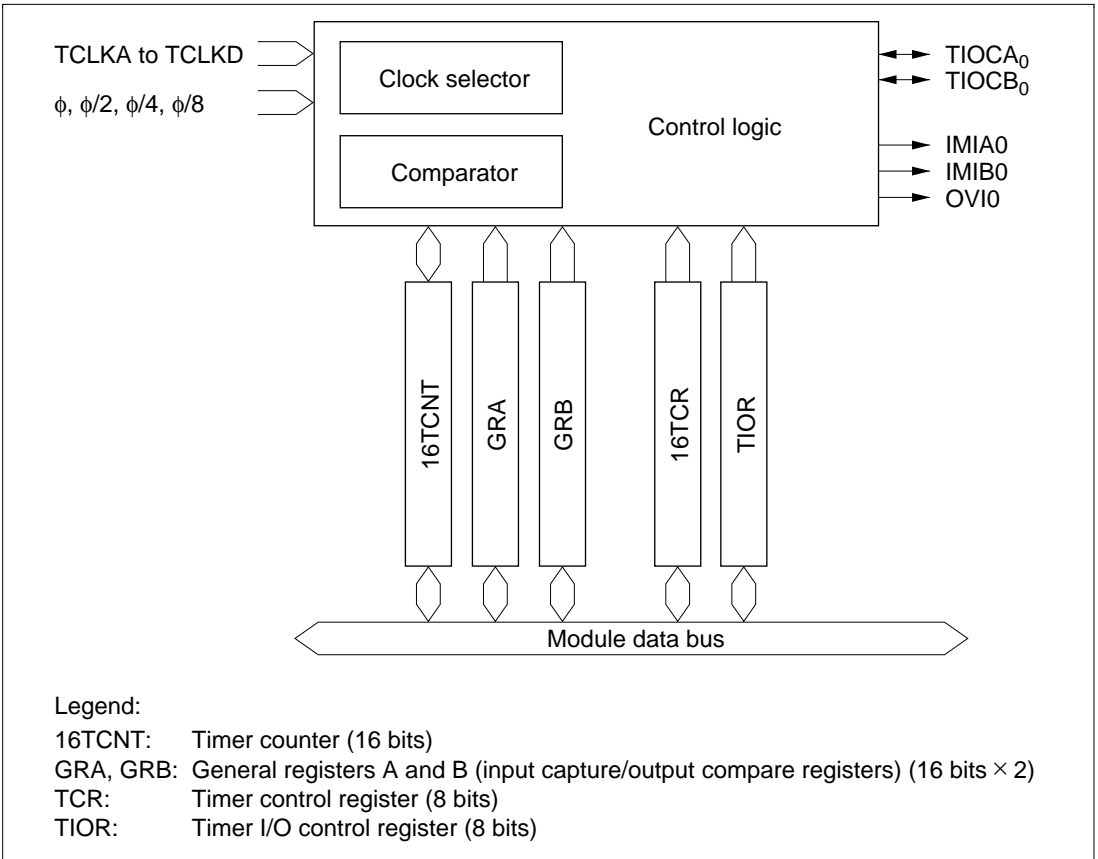 TCLKA to TCLKD
ϕ, ϕ/2, ϕ/4, ϕ/8
Clock selector
Comparator
Control logic
TIOCA0
TIOCB0
IMIA0
IMIB0
OVI0
16TCNT
GRA
GRB
16TCR
TIOR
Module data bus
Legend:
16TCNT: Timer counter (16 bits)
GRA, GRB: General registers A and B (input capture/output compare registers) (16 bits × 2)
TCR: Timer control register (8 bits)
TIOR: Timer I/O control register (8 bits)